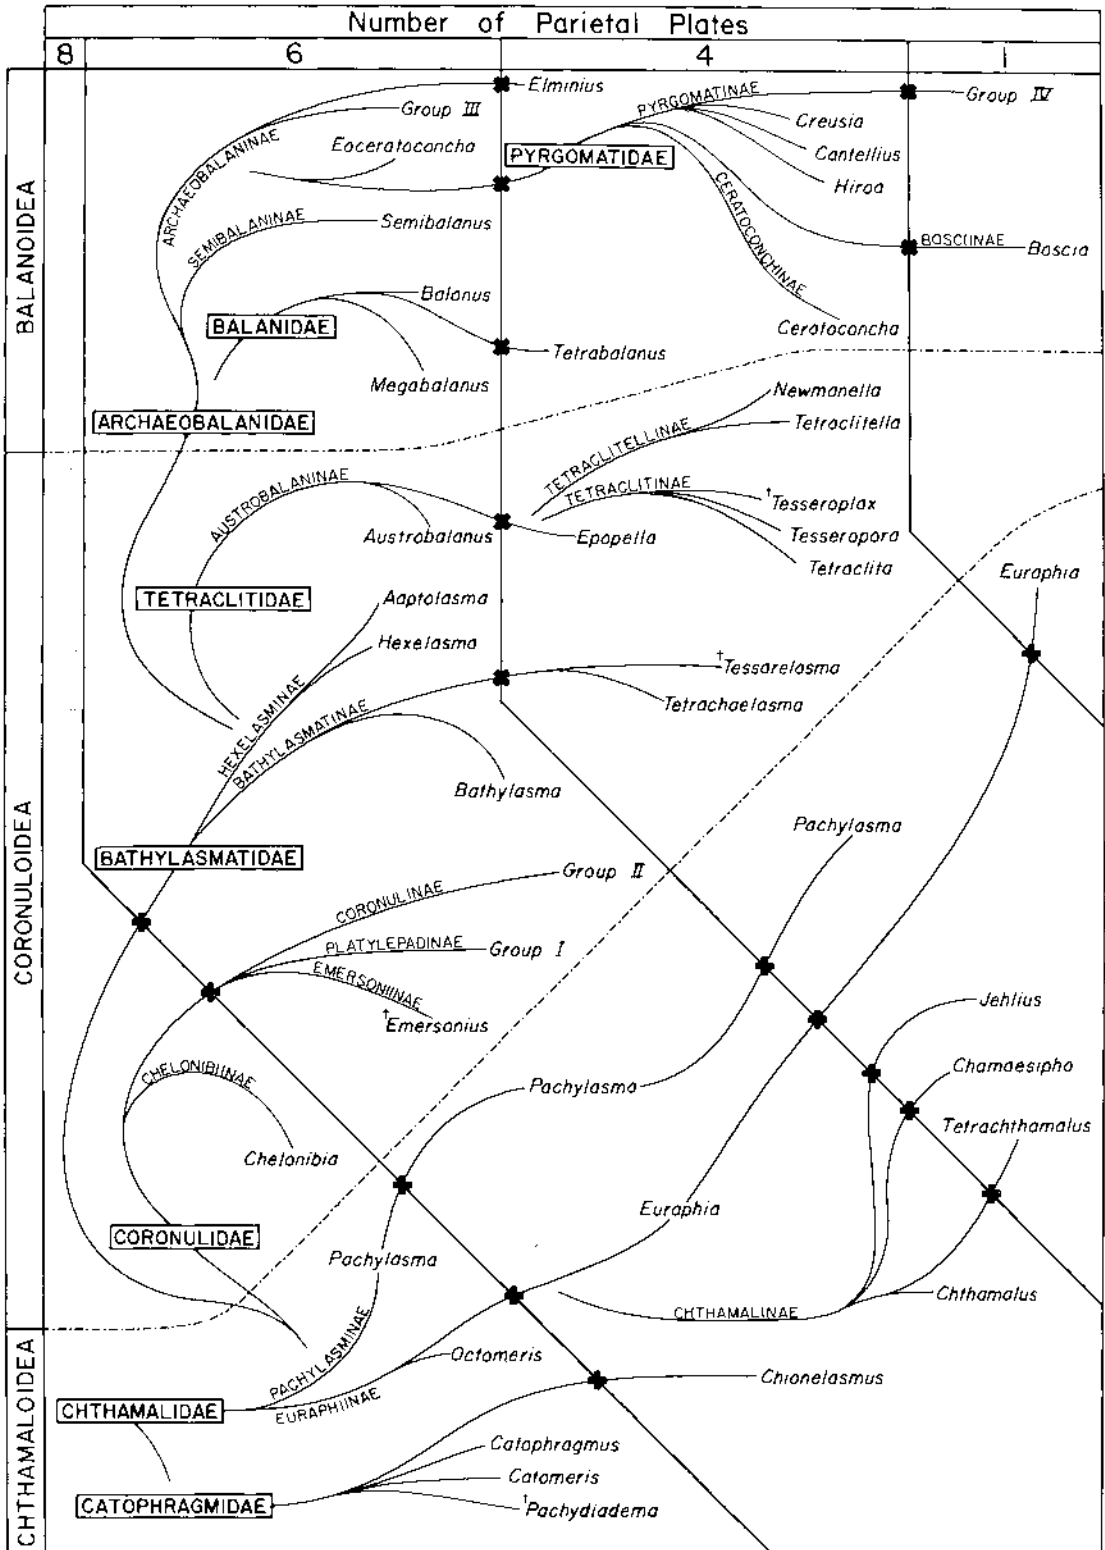 Number of Parietal Plates
8 6 4 1
BALANOIDEA
CORONULOIDEA
CHTHAMALOIDEA
Elminius
Group III
Eoceratoconcha
ARCHAEOBALANINAE
SEMIBALANINAE
Semibalanus
PYRGOMATIDAE
PYRGOMATINAE
Group IV
Creusia
Cantellius
Hiroa
CERATOCONCHINAE
BOSCIINAE
Boscia
Ceratoconcha
BALANIDAE
Balanus
Tetrabalanus
Megabalanus
ARCHAEOBALANIDAE
Newmanella
TETRACLITELLINAE
Tetraclitella
AUSTROBALANINAE
TETRACLITINAE
†Tesseroplax
Austrobalanus
Epopella
Tesseropora
Tetraclita
Euraphia
TETRACLITIDAE
Aaptolasma
Hexelasma
HEXELASMINAE
BATHYLASMATINAE
†Tessarelasma
Tetrachaelasma
Bathylasma
Pachylasma
BATHYLASMATIDAE
CORONULINAE
Group II
PLATYLEPADINAE
Group I
EMERSONIINAE
†Emersonius
Jehlius
CHELONIBIINAE
Chamaesipho
Pachylasma
Tetrachthamalus
Chelonibia
Euraphia
CORONULIDAE
Pachylasma
Chthamalus
CHTHAMALINAE
PACHYLASMINAE
Octomeris
Chionelasmus
CHTHAMALIDAE
EURAPHIINAE
Catophragmus
Catomeris
CATOPHRAGMIDAE
†Pachydiadema